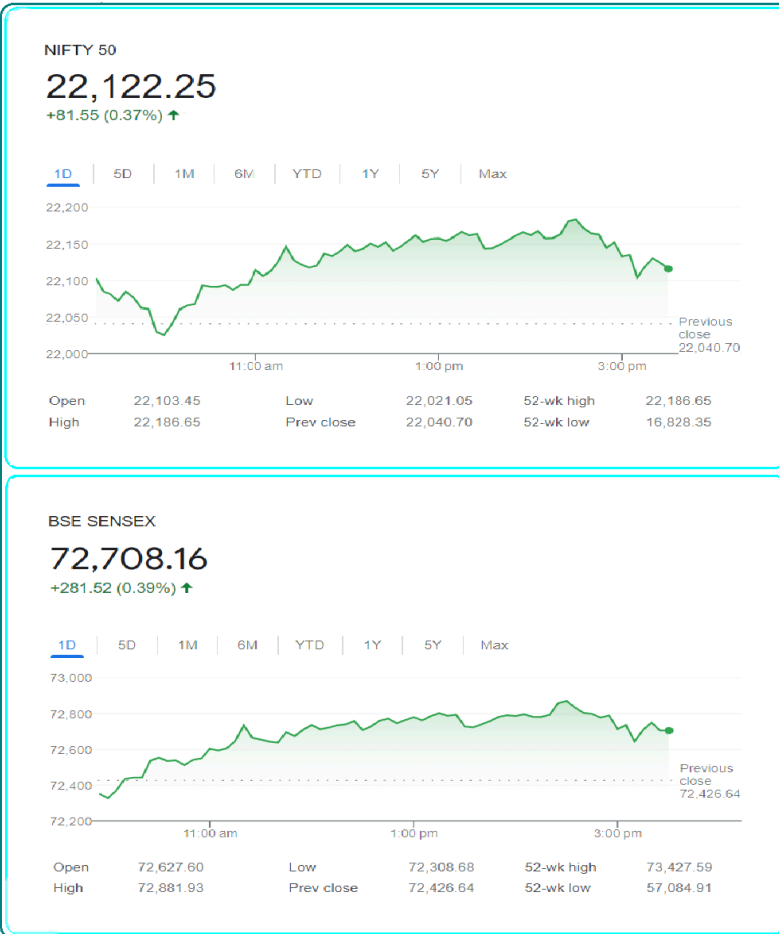 NIFTY 50
22,122.25
+81.55 (0.37%) ↑
1D 5D 1M 6M YTD 1Y 5Y Max
22,200
22,150
22,100
22,050
22,000
Previous
close
22,040.70
11:00 am 1:00 pm 3:00 pm
Open 22,103.45 Low 22,021.05 52-wk high 22,186.65
High 22,186.65 Prev close 22,040.70 52-wk low 16,828.35
BSE SENSEX
72,708.16
+281.52 (0.39%) ↑
1D 5D 1M 6M YTD 1Y 5Y Max
73,000
72,800
72,600
72,400
72,200
Previous
close
72,426.64
11:00 am 1:00 pm 3:00 pm
Open 72,627.60 Low 72,308.68 52-wk high 73,427.59
High 72,881.93 Prev close 72,426.64 52-wk low 57,084.91